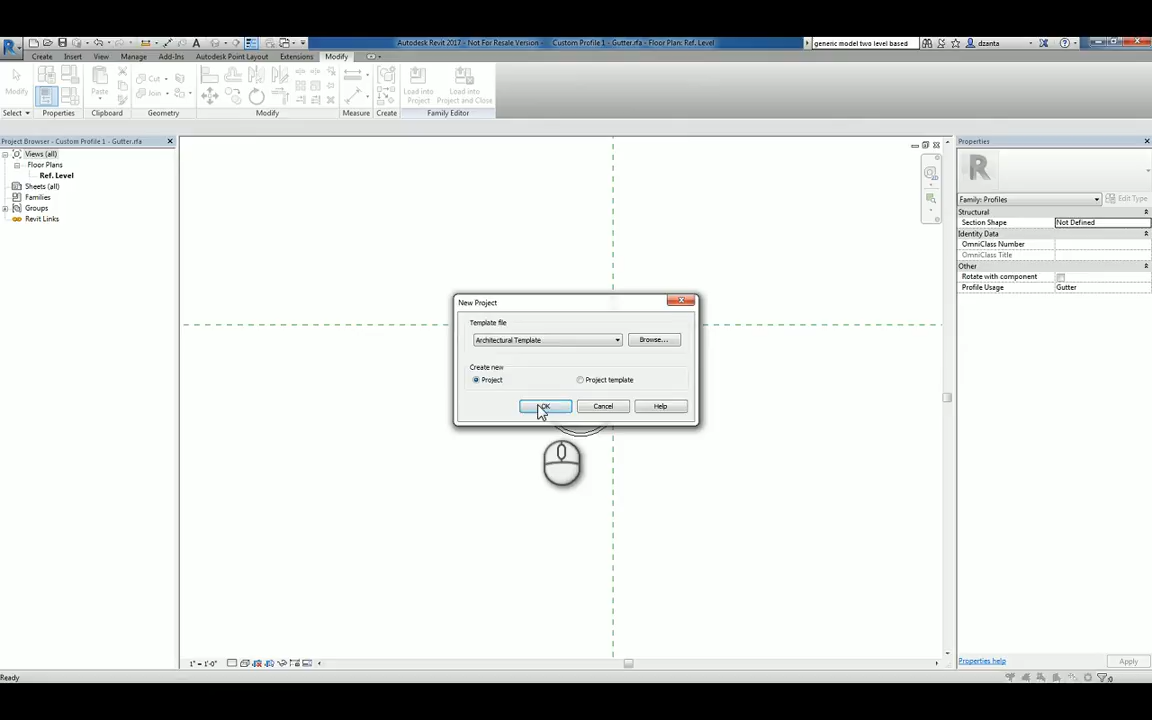 Autodesk Revit 2017 - Not For Resale Version - Custom Profile 1 - Gutter.rfa - Floor Plan: Ref. Level
generic model two level based
dzanta
Create Insert View Manage Add-Ins Autodesk Point Layout Extensions Modify
Modify
Paste
Cut
Join
Load into Project
Load into Project and Close
Select Properties Clipboard Geometry Modify Measure Create Family Editor
Project Browser - Custom Profile 1 - Gutter.rfa
Views (all)
Floor Plans
Ref. Level
Sheets (all)
Families
Groups
Revit Links
New Project
Template file
Architectural Template
Browse...
Create new
Project
Project template
OK
Cancel
Help
Properties
Family: Profiles
Edit Type
Structural
Section Shape Not Defined
Identity Data
OmniClass Number
OmniClass Title
Other
Rotate with component
Profile Usage Gutter
Properties help
Apply
1" = 1'-0"
Ready
:0